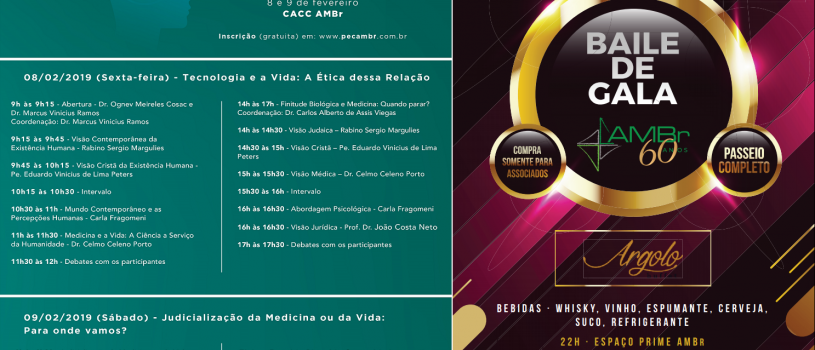 8 e 9 de fevereiro
CACC AMBr
Inscrição (gratuita) em: www.pecambr.com.br
08/02/2019 (Sexta-feira) - Tecnologia e a Vida: A Ética dessa Relação
9h às 9h15 - Abertura - Dr. Ognev Meireles Cosac e
Dr. Marcus Vinicius Ramos
Coordenação: Dr. Marcus Vinicius Ramos
9h15 às 9h45 - Visão Contemporânea da
Existência Humana - Rabino Sergio Margulies
9h45 às 10h15 - Visão Cristã da Existência Humana -
Pe. Eduardo Vinicius de Lima Peters
10h15 às 10h30 - Intervalo
10h30 às 11h - Mundo Contemporâneo e as
Percepções Humanas - Carla Fragomeni
11h às 11h30 - Medicina e a Vida: A Ciência a Serviço
da Humanidade - Dr. Celmo Celeno Porto
11h30 às 12h - Debates com os participantes
14h às 17h - Finitude Biológica e Medicina: Quando parar?
Coordenação: Dr. Carlos Alberto de Assis Viegas
14h às 14h30 - Visão Judaica – Rabino Sergio Margulies
14h30 às 15h - Visão Cristã – Pe. Eduardo Vinicius de Lima
Peters
15h às 15h30 - Visão Médica – Dr. Celmo Celeno Porto
15h30 às 16h - Intervalo
16h às 16h30 - Abordagem Psicológica - Carla Fragomeni
16h às 16h30 - Visão Jurídica - Prof. Dr. João Costa Neto
17h às 17h30 - Debates com os participantes
09/02/2019 (Sábado) - Judicialização da Medicina ou da Vida:
Para onde vamos?
BAILE
DE
GALA
AMBr
60
ANOS
COMPRA
SOMENTE PARA
ASSOCIADOS
PASSEIO
COMPLETO
Argolo
BEBIDAS · WHISKY, VINHO, ESPUMANTE, CERVEJA,
SUCO, REFRIGERANTE
22H · ESPAÇO PRIME AMBR